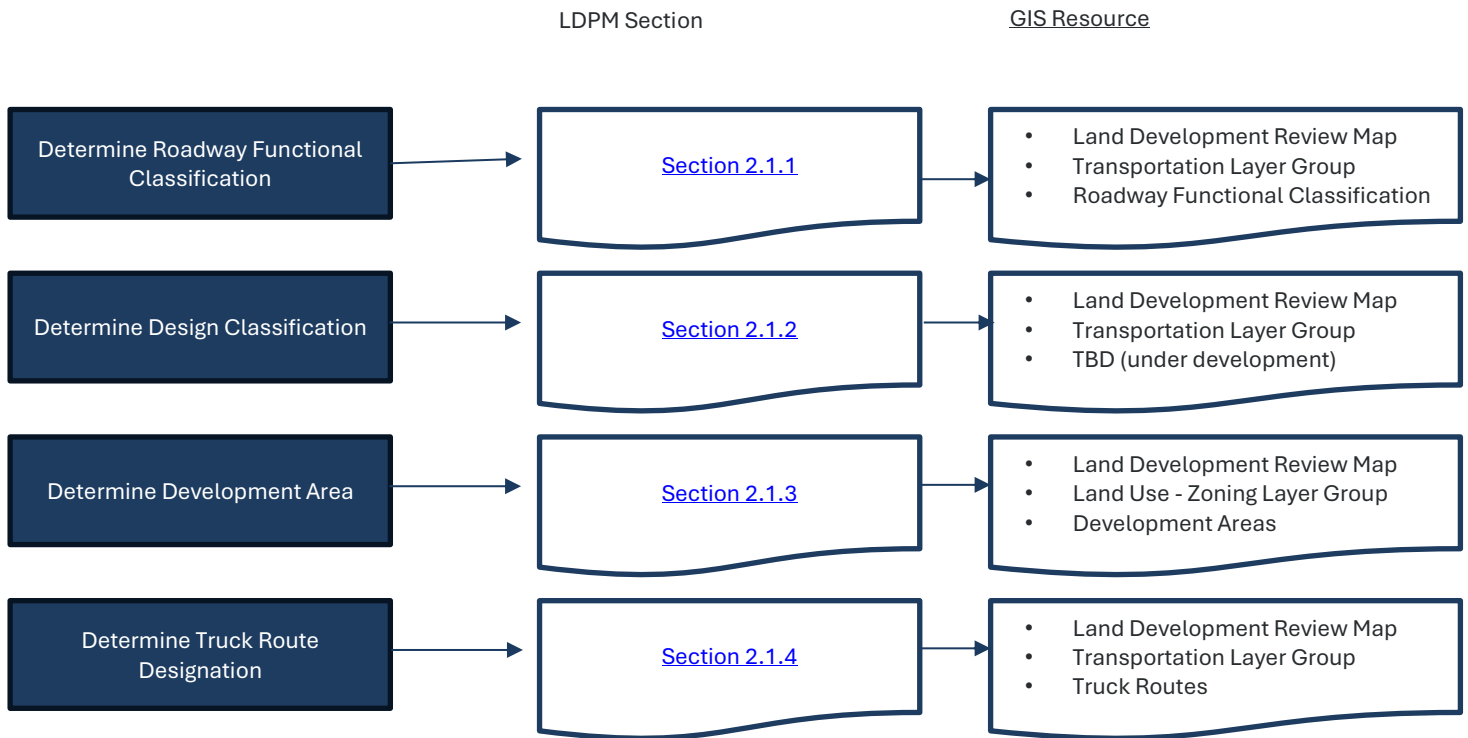 LDPM Section
GIS Resource
Determine Roadway Functional
Classification
Section 2.1.1
• Land Development Review Map
• Transportation Layer Group
• Roadway Functional Classification
Determine Design Classification
Section 2.1.2
• Land Development Review Map
• Transportation Layer Group
• TBD (under development)
Determine Development Area
Section 2.1.3
• Land Development Review Map
• Land Use - Zoning Layer Group
• Development Areas
Determine Truck Route
Designation
Section 2.1.4
• Land Development Review Map
• Transportation Layer Group
• Truck Routes